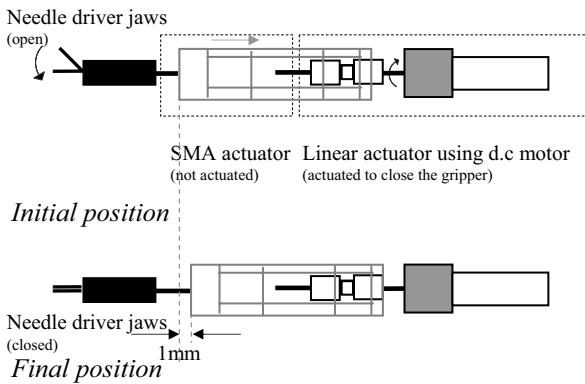 Needle driver jaws
(open)
SMA actuator
(not actuated)
Linear actuator using d.c motor
(actuated to close the gripper)
Initial position
Needle driver jaws
(closed)
1mm
Final position